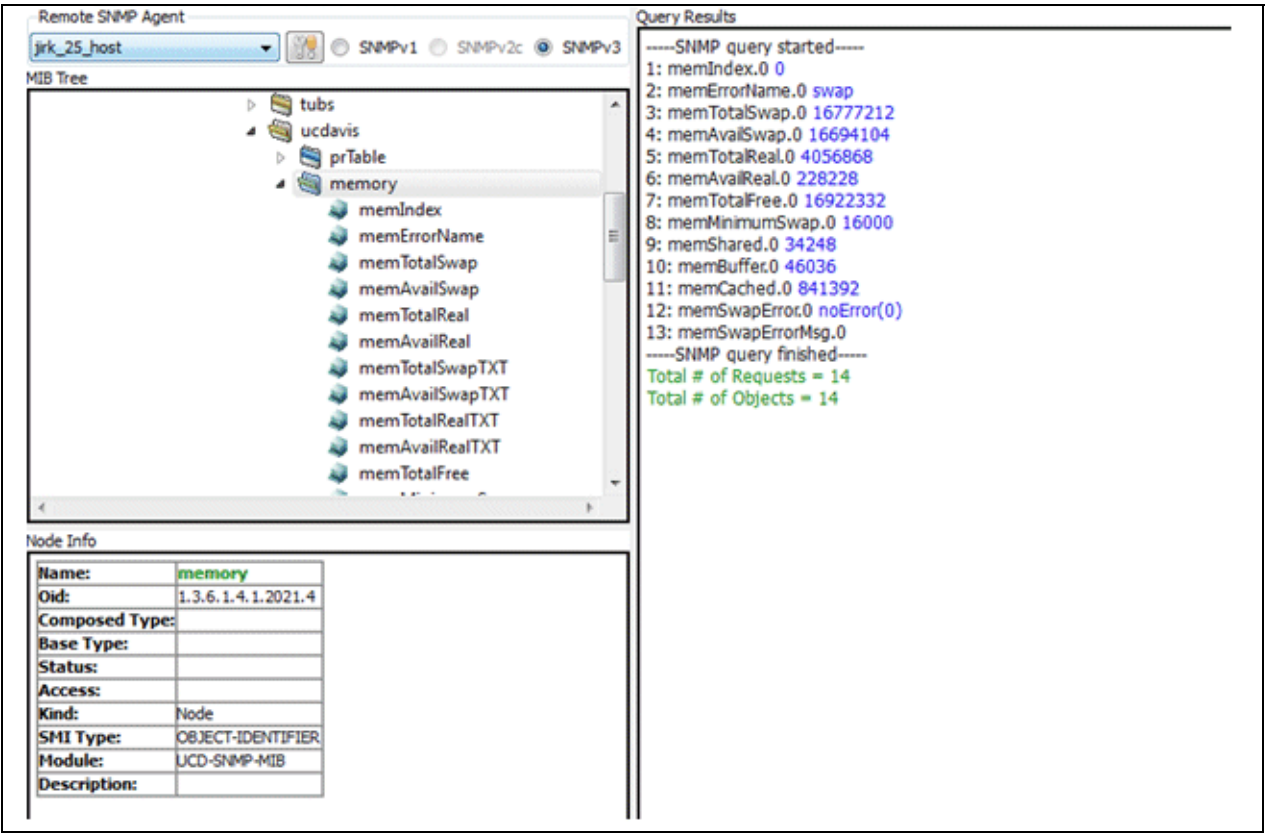 Remote SNMP Agent
jirk_25_host
SNMPv1 SNMPv2c SNMPv3
MIB Tree
tubs
ucdavis
prTable
memory
memIndex
memErrorName
memTotalSwap
memAvailSwap
memTotalReal
memAvailReal
memTotalSwapTXT
memAvailSwapTXT
memTotalRealTXT
memAvailRealTXT
memTotalFree
Node Info
Name: memory
Oid: 1.3.6.1.4.1.2021.4
Composed Type:
Base Type:
Status:
Access:
Kind: Node
SMI Type: OBJECT-IDENTIFIER
Module: UCD-SNMP-MIB
Description:
Query Results
-----SNMP query started-----
1: memIndex.0 0
2: memErrorName.0 swap
3: memTotalSwap.0 16777212
4: memAvailSwap.0 16694104
5: memTotalReal.0 4056868
6: memAvailReal.0 228228
7: memTotalFree.0 16922332
8: memMinimumSwap.0 16000
9: memShared.0 34248
10: memBuffer.0 46036
11: memCached.0 841392
12: memSwapError.0 noError(0)
13: memSwapErrorMsg.0
-----SNMP query finished-----
Total # of Requests = 14
Total # of Objects = 14